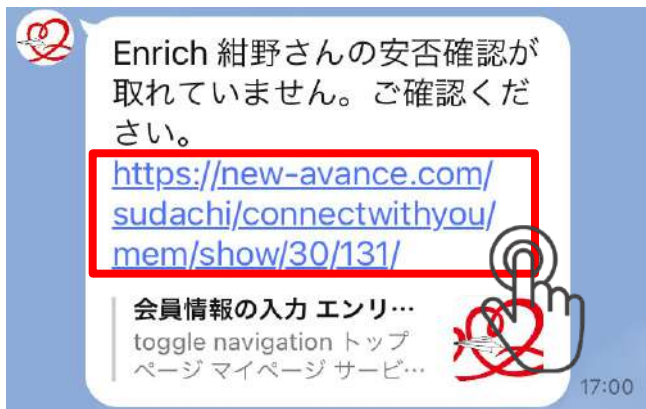 Enrich 紺野さんの安否確認が
取れていません。ご確認くだ
さい。
https://new-avance.com/
sudachi/connectwithyou/
mem/show/30/131/
会員情報の入力 エンリ…
toggle navigation トップ
ページ マイページ サービ…
17:00